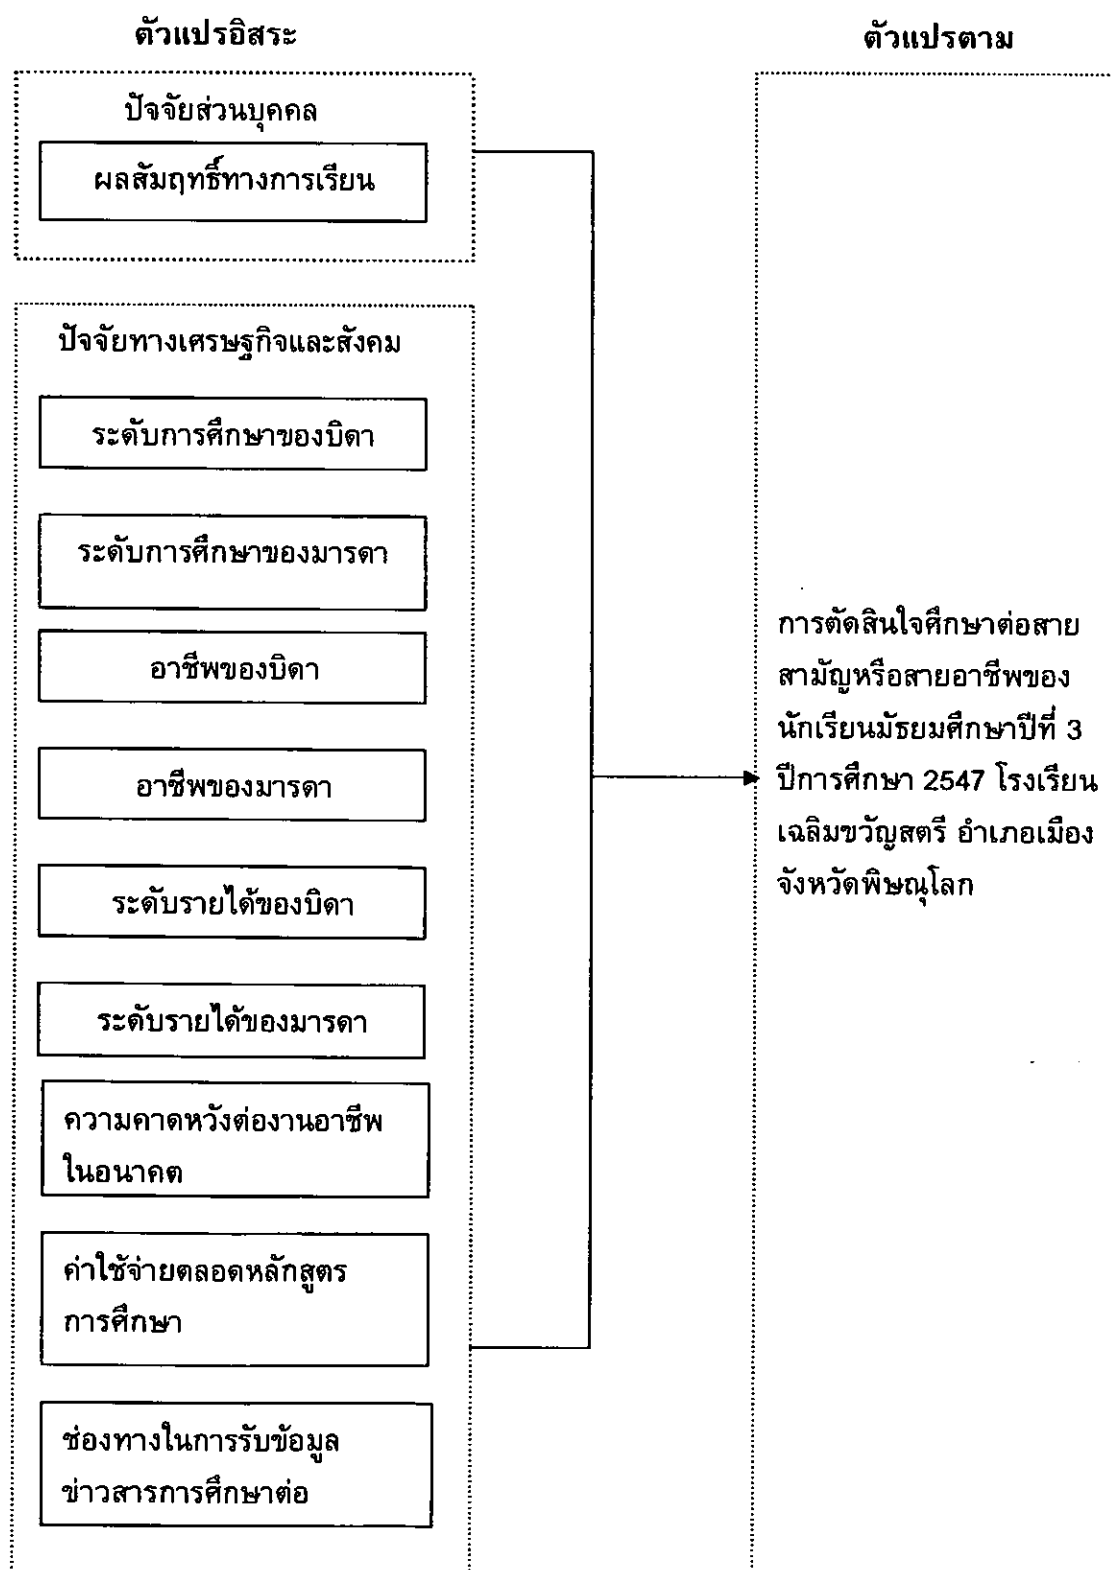 ตัวแปรอิสระ
ตัวแปรตาม
ปัจจัยส่วนบุคคล
ผลสัมฤทธิ์ทางการเรียน
ปัจจัยทางเศรษฐกิจและสังคม
ระดับการศึกษาของบิดา
ระดับการศึกษาของมารดา
อาชีพของบิดา
อาชีพของมารดา
ระดับรายได้ของบิดา
ระดับรายได้ของมารดา
ความคาดหวังต่องานอาชีพ
ในอนาคต
ค่าใช้จ่ายตลอดหลักสูตร
การศึกษา
ช่องทางในการรับข้อมูล
ข่าวสารการศึกษาต่อ
การตัดสินใจศึกษาต่อสาย
สามัญหรือสายอาชีพของ
นักเรียนมัธยมศึกษาปีที่ 3
ปีการศึกษา 2547 โรงเรียน
เฉลิมขวัญสตรี อำเภอเมือง
จังหวัดพิษณุโลก